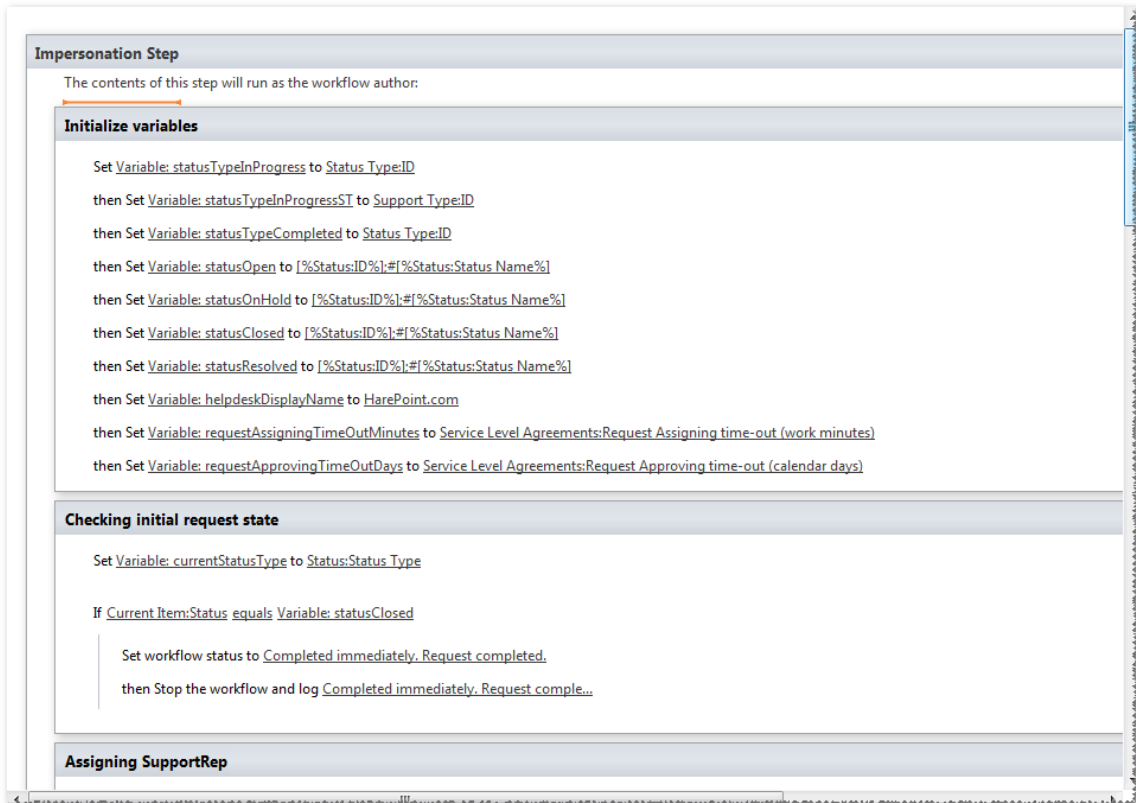 Impersonation Step
The contents of this step will run as the workflow author:
Initialize variables
Set Variable: statusTypeInProgress to Status Type:ID
then Set Variable: statusTypeInProgressST to Support Type:ID
then Set Variable: statusTypeCompleted to Status Type:ID
then Set Variable: statusOpen to [%Status:ID%];#[%Status:Status Name%]
then Set Variable: statusOnHold to [%Status:ID%];#[%Status:Status Name%]
then Set Variable: statusClosed to [%Status:ID%];#[%Status:Status Name%]
then Set Variable: statusResolved to [%Status:ID%];#[%Status:Status Name%]
then Set Variable: helpdeskDisplayName to HarePoint.com
then Set Variable: requestAssigningTimeOutMinutes to Service Level Agreements:Request Assigning time-out (work minutes)
then Set Variable: requestApprovingTimeOutDays to Service Level Agreements:Request Approving time-out (calendar days)
Checking initial request state
Set Variable: currentStatusType to Status:Status Type
If Current Item:Status equals Variable: statusClosed
Set workflow status to Completed immediately. Request completed.
then Stop the workflow and log Completed immediately. Request comple...
Assigning SupportRep